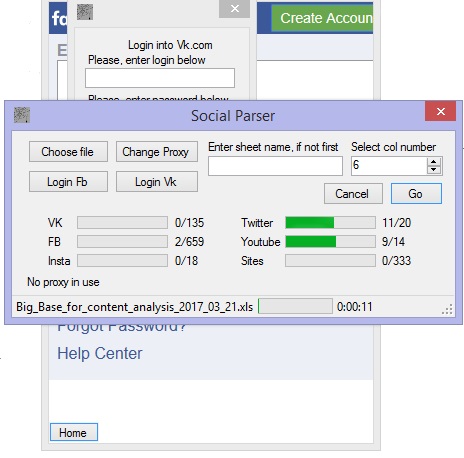 fa
Create Accoun
E
Login into Vk.com
Please, enter login below
Please, enter password below
Social Parser
Choose file
Change Proxy
Enter sheet name, if not first
Select col number
6
Login Fb
Login Vk
Cancel
Go
VK 0/135
Twitter 11/20
FB 2/659
Youtube 9/14
Insta 0/18
Sites 0/333
No proxy in use
Big_Base_for_content_analysis_2017_03_21.xls 0:00:11
Forgot Password?
Help Center
Home